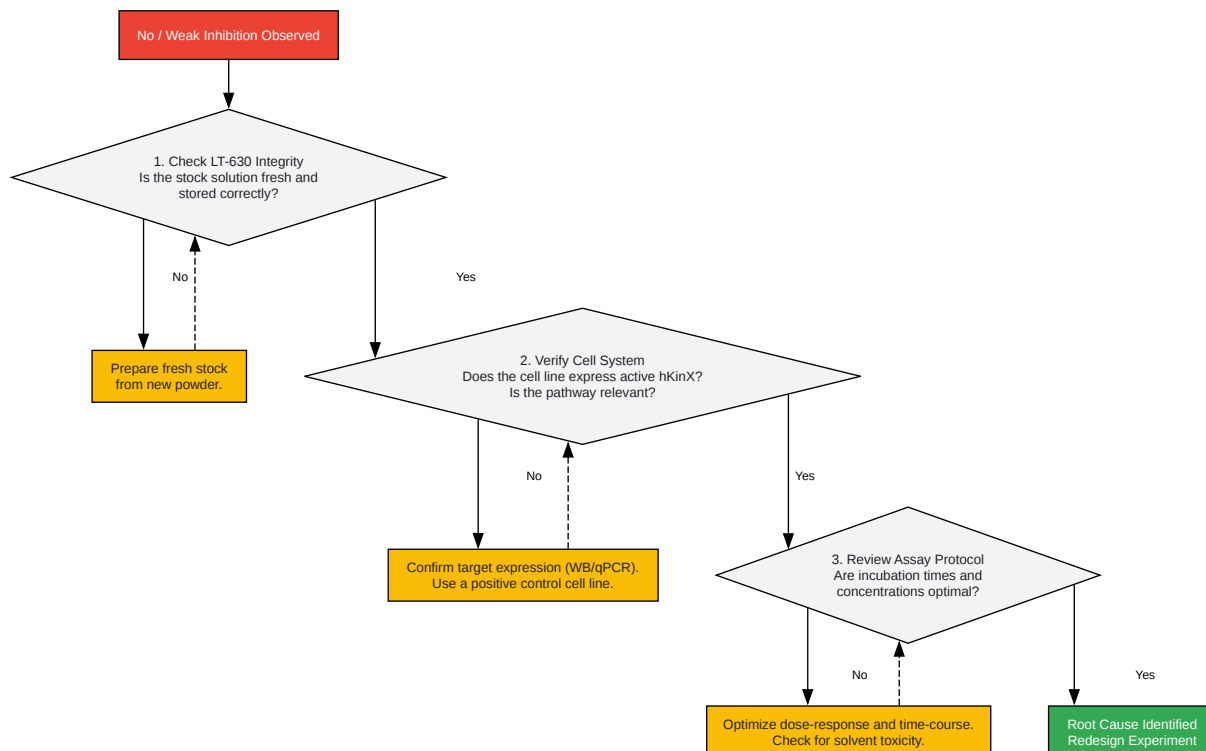 No / Weak Inhibition Observed
1. Check LT-630 Integrity
Is the stock solution fresh and
stored correctly?
No
Yes
Prepare fresh stock
from new powder.
2. Verify Cell System
Does the cell line express active hKinX?
Is the pathway relevant?
No
Yes
Confirm target expression (WB/qPCR).
Use a positive control cell line.
3. Review Assay Protocol
Are incubation times and
concentrations optimal?
No
Yes
Optimize dose-response and time-course.
Check for solvent toxicity.
Root Cause Identified
Redesign Experiment